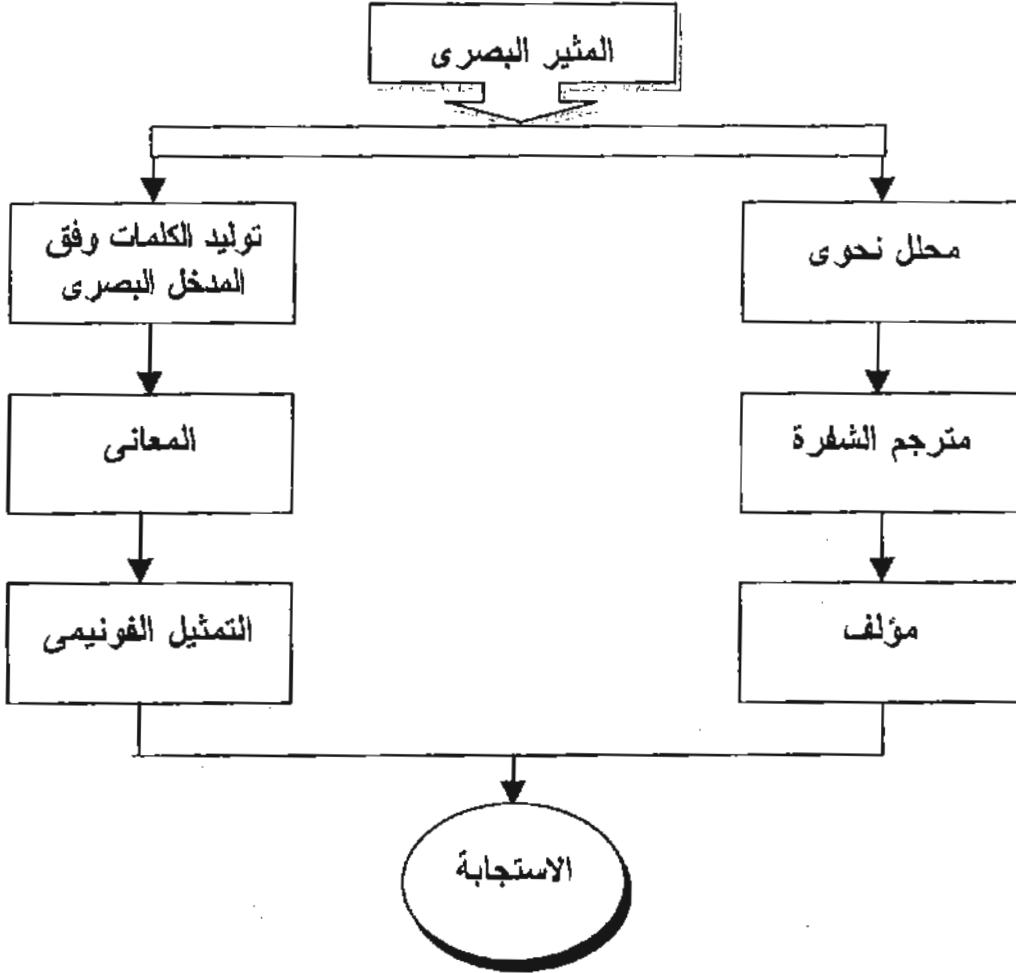 المثير البصرى
محلل نحوى
توليد الكلمات وفق
المدخل البصرى
مترجم الشفرة
المعانى
مؤلف
التمثيل الفونيمى
الاستجابة